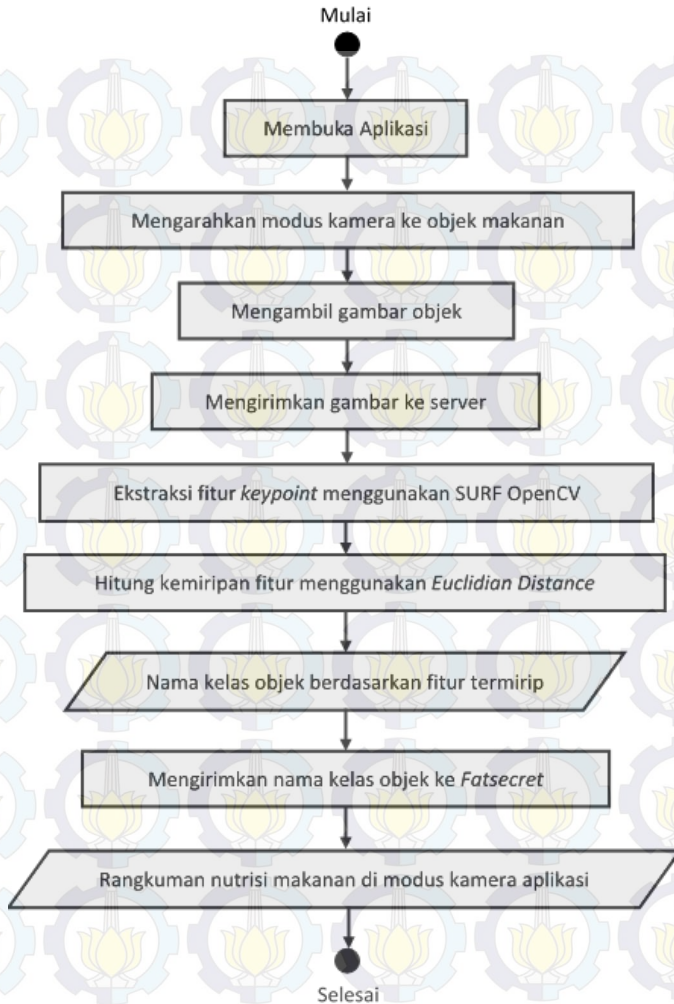 Mulai
Membuka Aplikasi
Mengarahkan modus kamera ke objek makanan
Mengambil gambar objek
Mengirimkan gambar ke server
Ekstraksi fitur keypoint menggunakan SURF OpenCV
Hitung kemiripan fitur menggunakan Euclidian Distance
Nama kelas objek berdasarkan fitur termirip
Mengirimkan nama kelas objek ke Fatsecret
Rangkuman nutrisi makanan di modus kamera aplikasi
Selesai